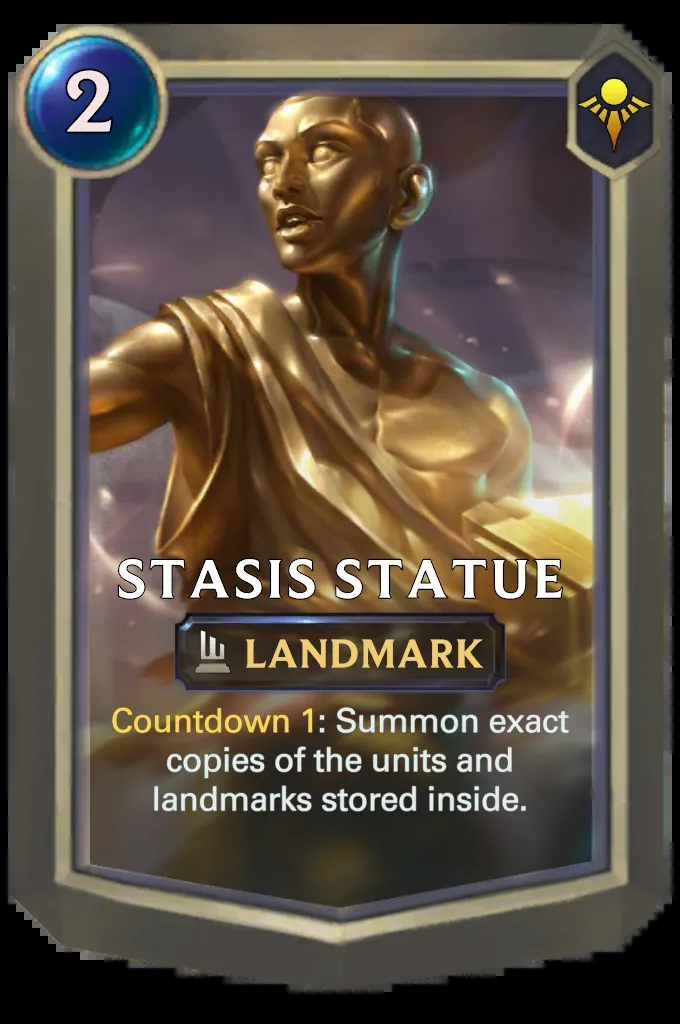 2
STASIS STATUE
LANDMARK
Countdown 1: Summon exact
copies of the units and
landmarks stored inside.